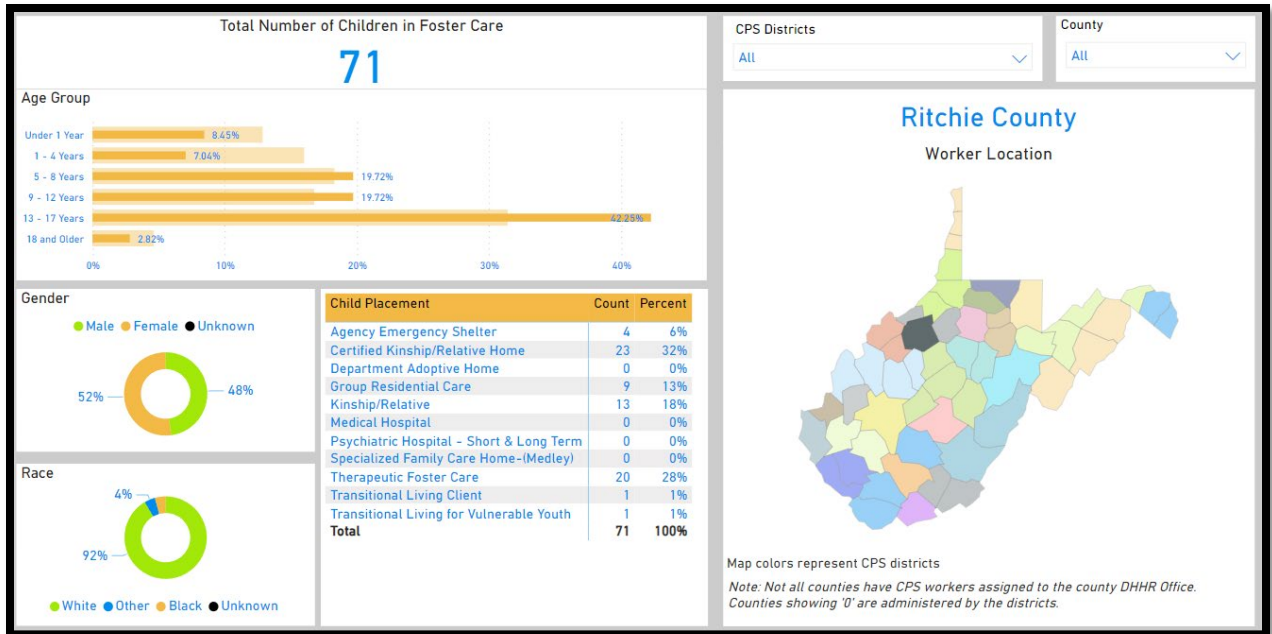 Total Number of Children in Foster Care
71
Age Group
Under 1 Year 8.45%
1 - 4 Years 7.04%
5 - 8 Years 19.72%
9 - 12 Years 19.72%
13 - 17 Years 42.25%
18 and Older 2.82%
0% 10% 20% 30% 40%
Gender
Male Female Unknown
52% 48%
Race
4%
92%
White Other Black Unknown
Child Placement Count Percent
Agency Emergency Shelter 4 6%
Certified Kinship/Relative Home 23 32%
Department Adoptive Home 0 0%
Group Residential Care 9 13%
Kinship/Relative 13 18%
Medical Hospital 0 0%
Psychiatric Hospital - Short & Long Term 0 0%
Specialized Family Care Home-(Medley) 0 0%
Therapeutic Foster Care 20 28%
Transitional Living Client 1 1%
Transitional Living for Vulnerable Youth 1 1%
Total 71 100%
CPS Districts
All
County
All
Ritchie County
Worker Location
Map colors represent CPS districts
Note: Not all counties have CPS workers assigned to the county DHHR Office.
Counties showing '0' are administered by the districts.